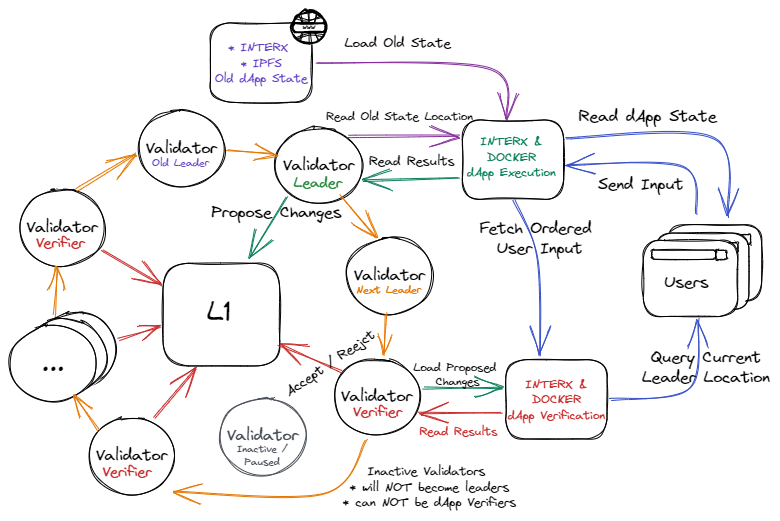 * INTERX
* IPFS
Old dApp State
Load Old State
Read Old State Location
Read dApp State
Validator
Old Leader
Validator
Leader
Read Results
INTERX &
DOCKER
dApp Execution
Send Input
Propose Changes
Validator
Verifier
Fetch Ordered
User Input
Validator
Next Leader
Users
L1
...
Accept / Reejct
Load Proposed
Changes
Query Current
Leader Location
Validator
Verifier
INTERX &
DOCKER
dApp Verification
Read Results
Validator
Inactive /
Paused
Validator
Verifier
Inactive Validators
* will NOT become leaders
* can NOT be dApp Verifiers